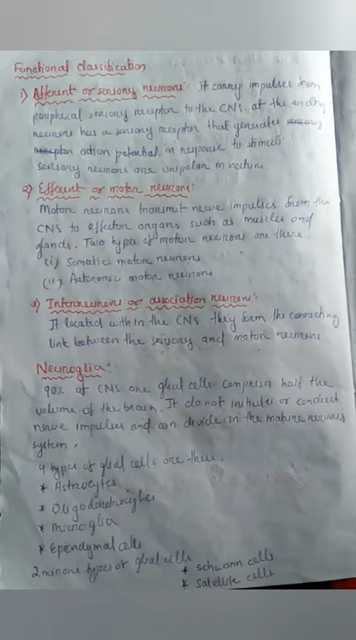 Functional classification
1) Afferent or sensory neurons:- It carry impulses from
peripheral sensory receptor to the CNS. at the ending
neuron has a sensory receptor that generates
action potential in response to stimuli
sensory neurons are unipolar in nature
2) Efferent or motor neurons:-
Motor neurons transmit nerve impulses from the
CNS to effector organs such as muscles and
glands. Two types of motor neurons are there
(i) Somatic motor neurons
(ii) Autonomic motor neurons
3) Interneurons or association neuron:-
It located within the CNS they form the connecting
link between the sensory and motor neurons
Neuroglia:
90% of CNS are glial cells comprise half the
volume of the brain. It do not initiate or conduct
nerve impulses and can divide in the mature nervous
system.
4 types of glial cells are there.
* Astrocytes
* Oligodendrocytes
* Microglia
* Ependymal cells
2 minor types of glial cells * schwann cells
* satellite cells